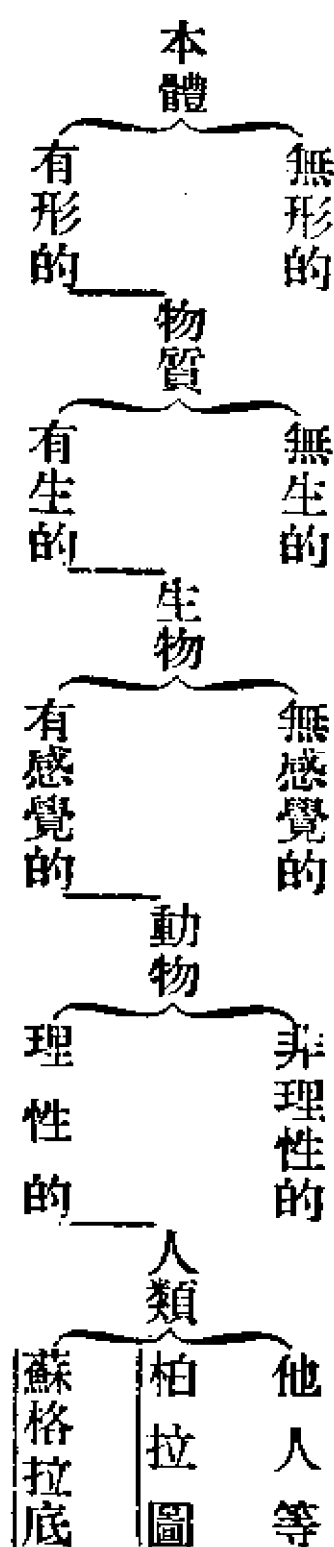 本體
無形的
有形的
物質
無生的
有生的
生物
無感覺的
有感覺的
動物
非理性的
理性的
人類
他人等
柏拉圖
蘇格拉底